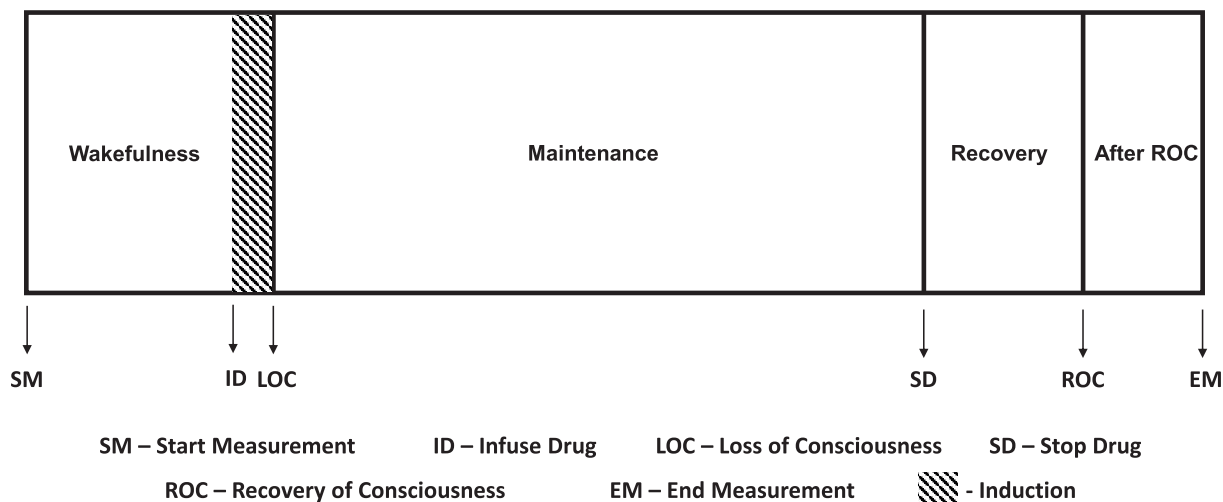 Wakefulness Maintenance Recovery After ROC
SM ID LOC SD ROC EM
SM – Start Measurement ID – Infuse Drug LOC – Loss of Consciousness SD – Stop Drug
ROC – Recovery of Consciousness EM – End Measurement - Induction